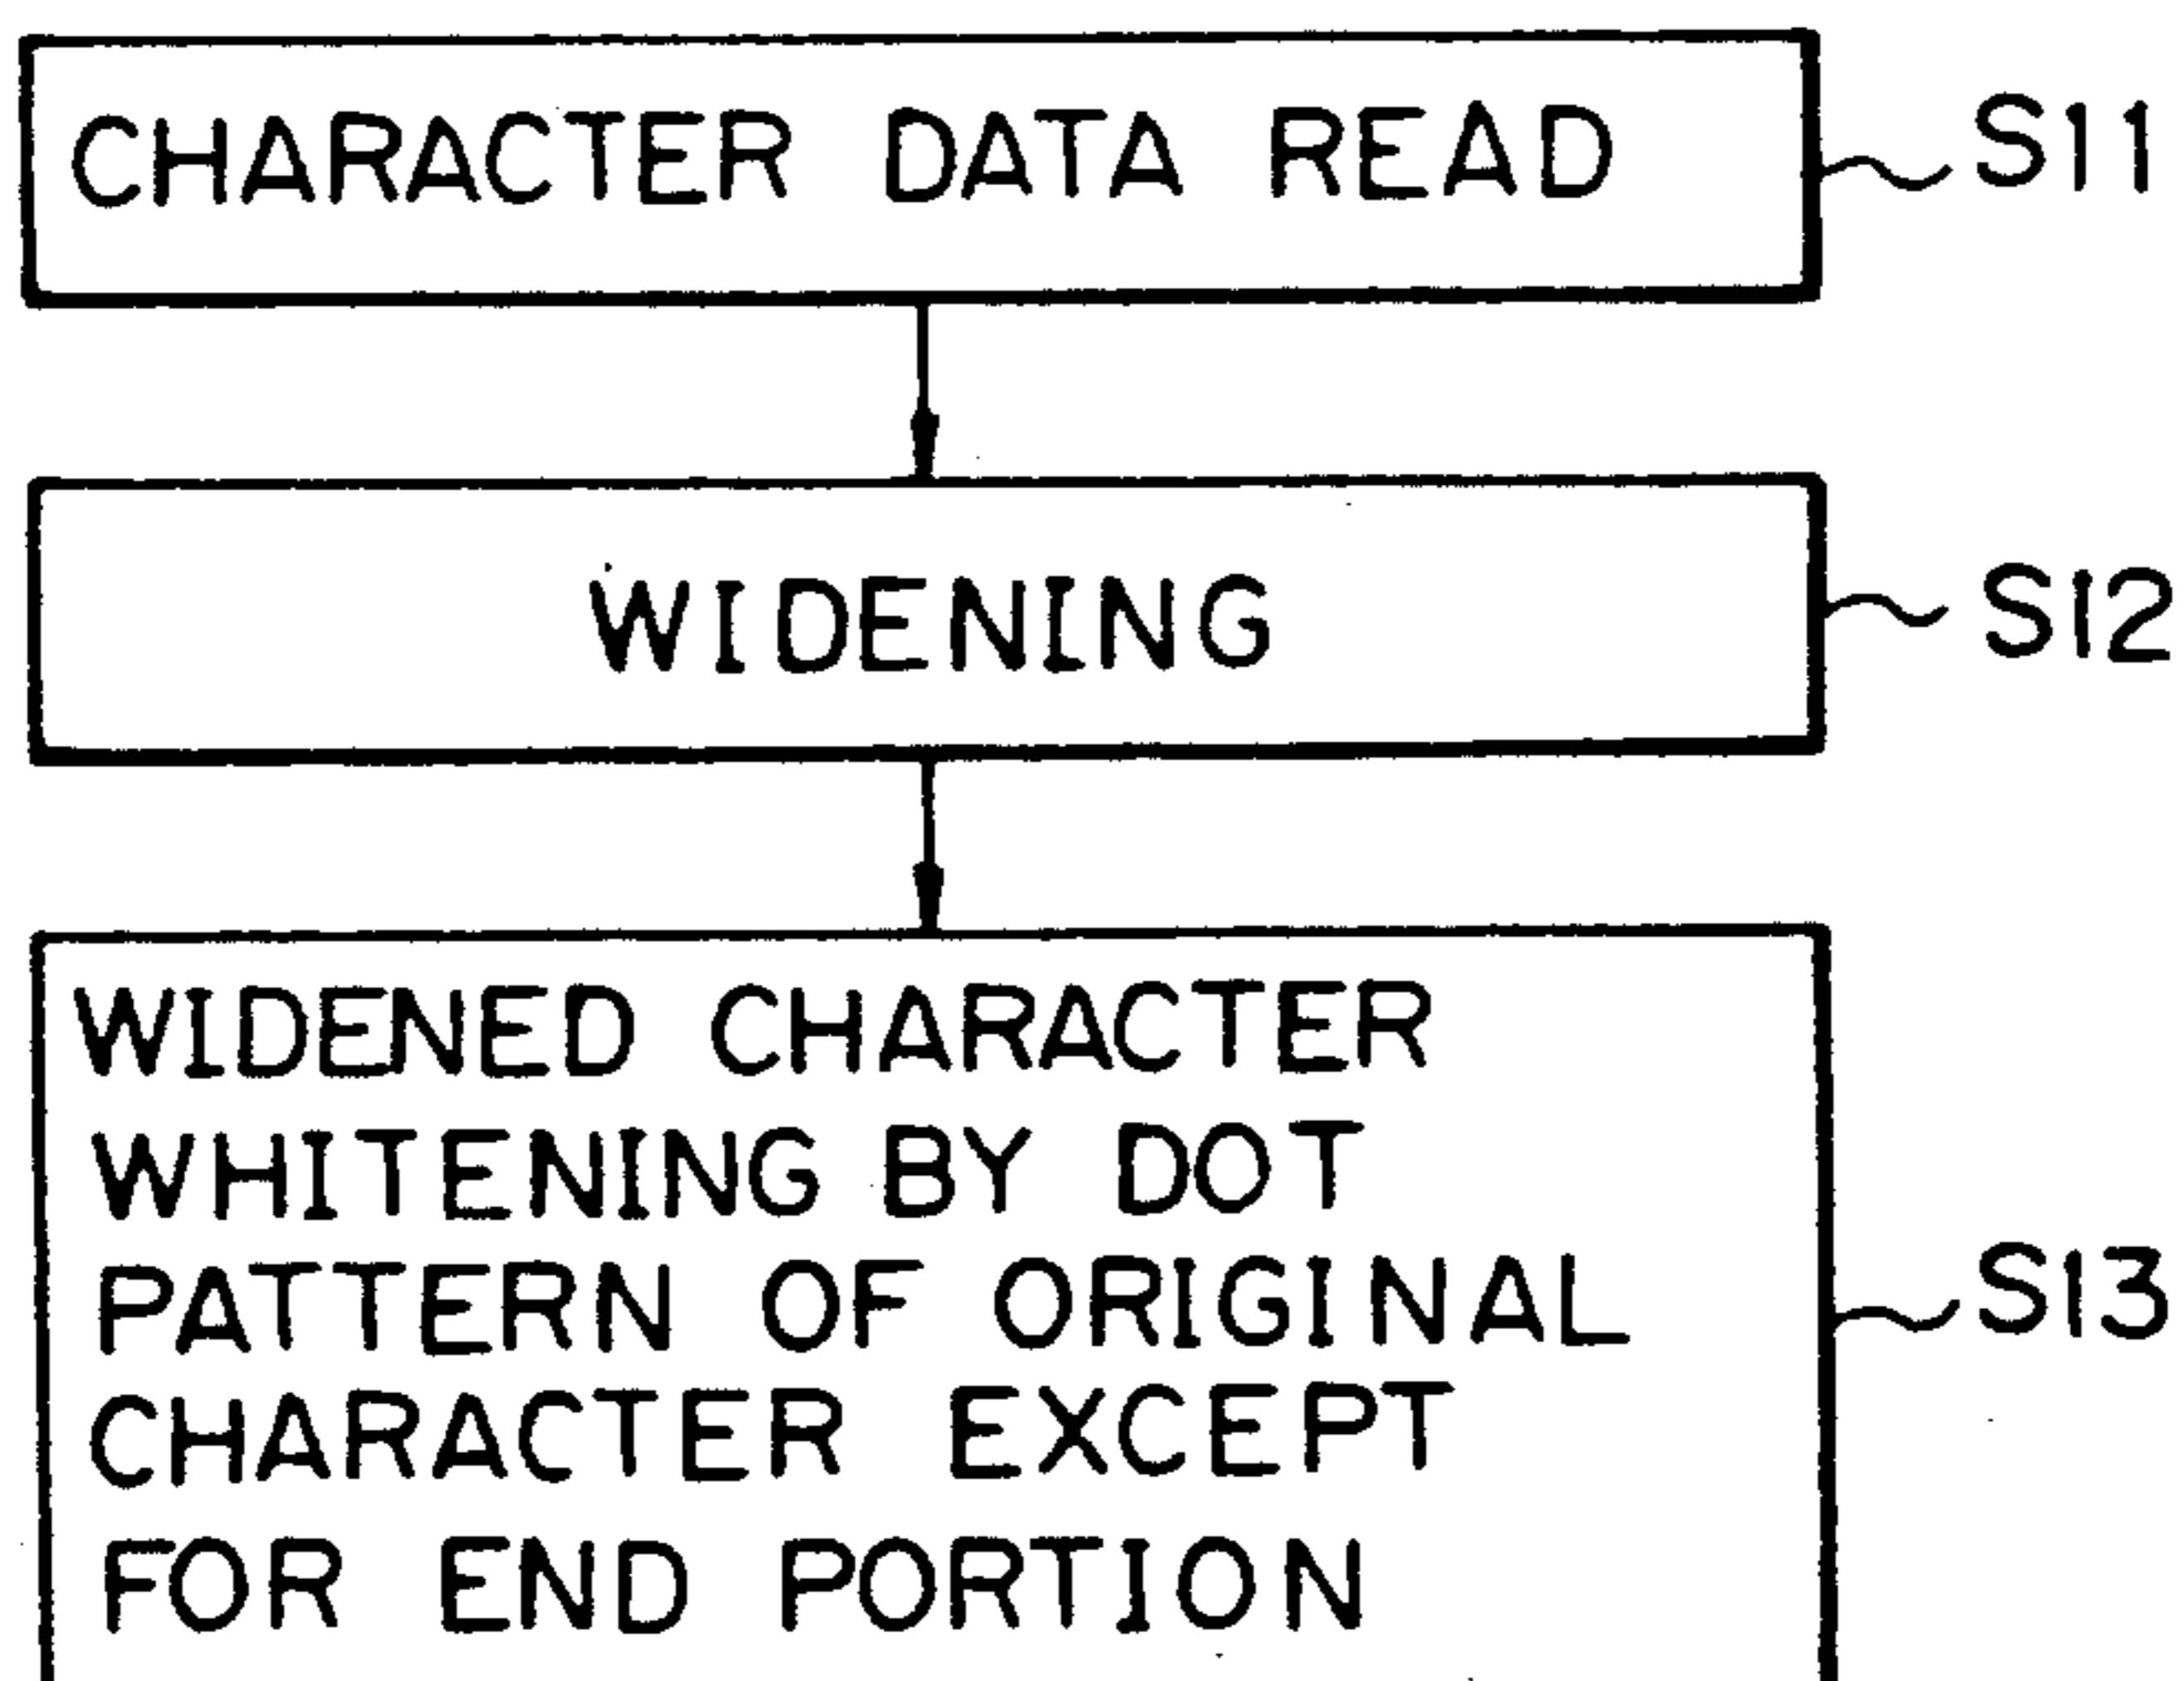 CHARACTER DATA READ S11
WIDENING S12
WIDENED CHARACTER
WHITENING BY DOT
PATTERN OF ORIGINAL S13
CHARACTER EXCEPT
FOR END PORTION